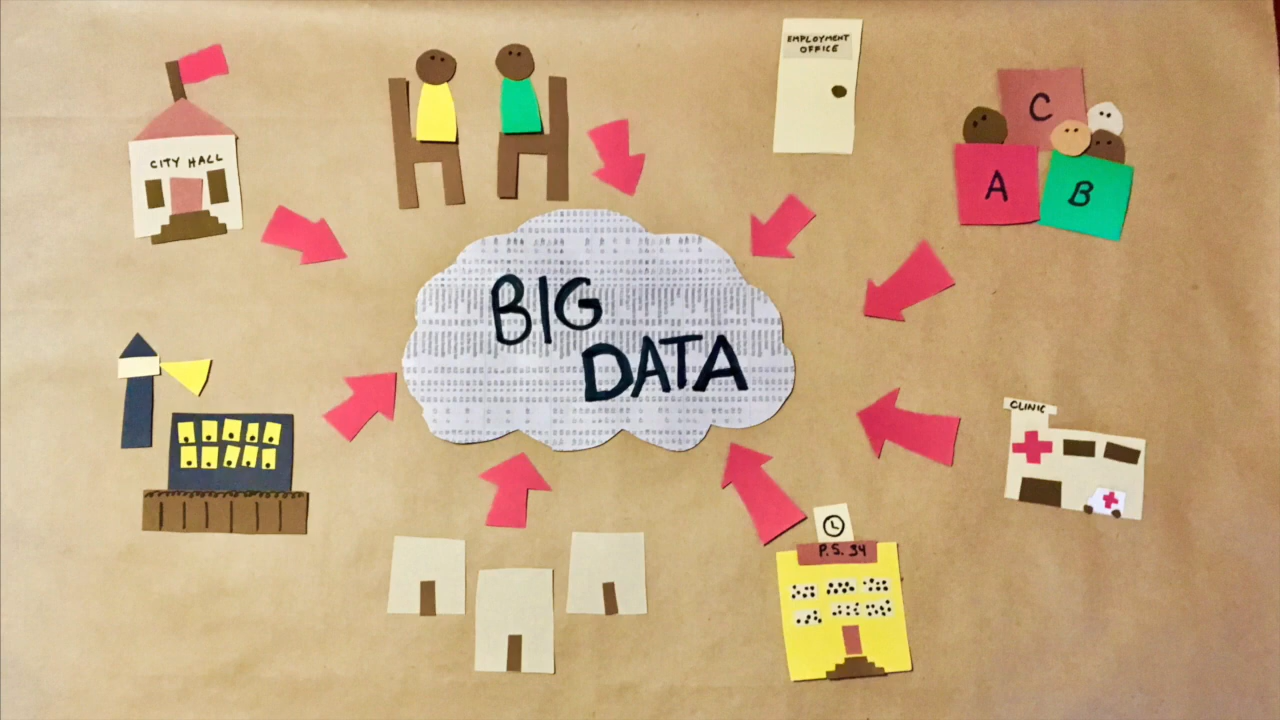 CITY HALL
EMPLOYMENT
OFFICE
C
A
B
BIG
DATA
CLINIC
P.S. 34